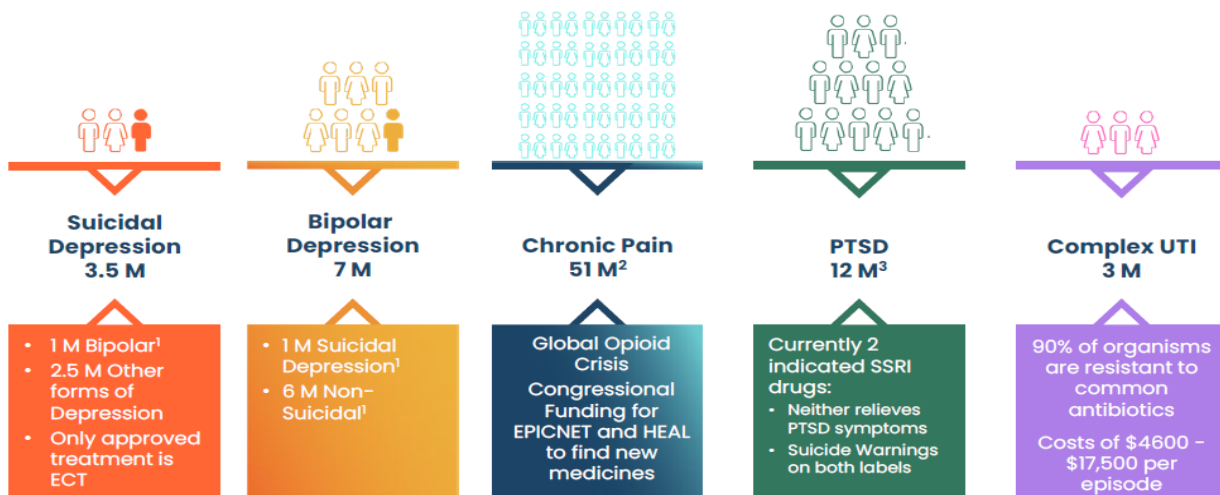 Suicidal
Depression
3.5 M
Bipolar
Depression
7 M
Chronic Pain
51 M²
PTSD
12 M³
Complex UTI
3 M
• 1 M Bipolar¹
• 2.5 M Other
forms of
Depression
• Only approved
treatment is
ECT
• 1 M Suicidal
Depression¹
• 6 M Non-
Suicidal¹
Global Opioid
Crisis
Congressional
Funding for
EPICNET and HEAL
to find new
medicines
Currently 2
indicated SSRI
drugs:
• Neither relieves
PTSD symptoms
• Suicide Warnings
on both labels
90% of organisms
are resistant to
common
antibiotics
Costs of $4600 -
$17,500 per
episode